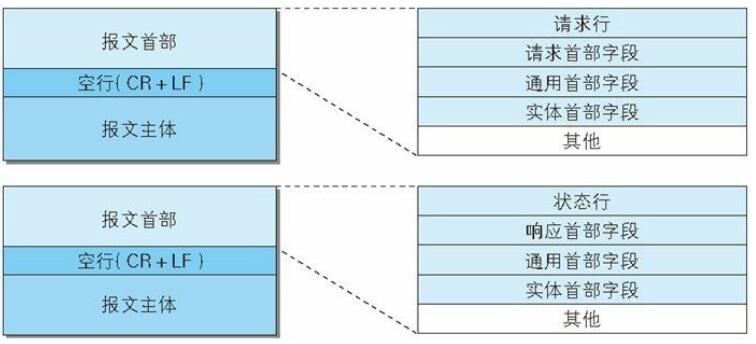 报文首部
空行( CR + LF )
报文主体
请求行
请求首部字段
通用首部字段
实体首部字段
其他
报文首部
空行( CR + LF )
报文主体
状态行
响应首部字段
通用首部字段
实体首部字段
其他